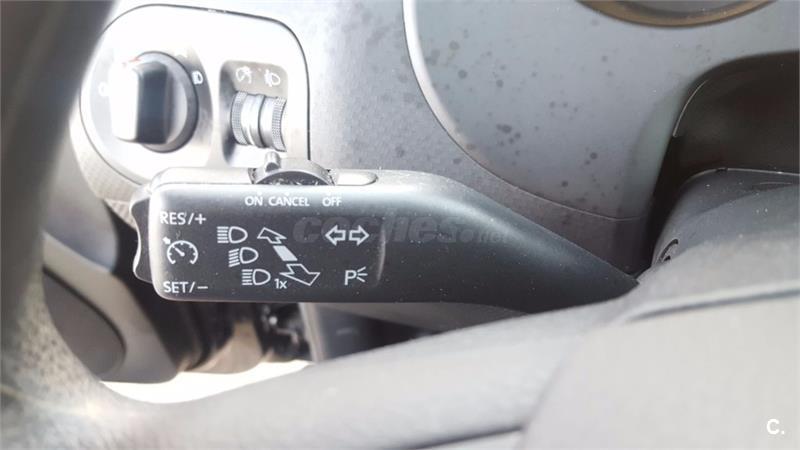 ON CANCEL OFF
RES/+
SET/-
1x
P
coches.net
C.